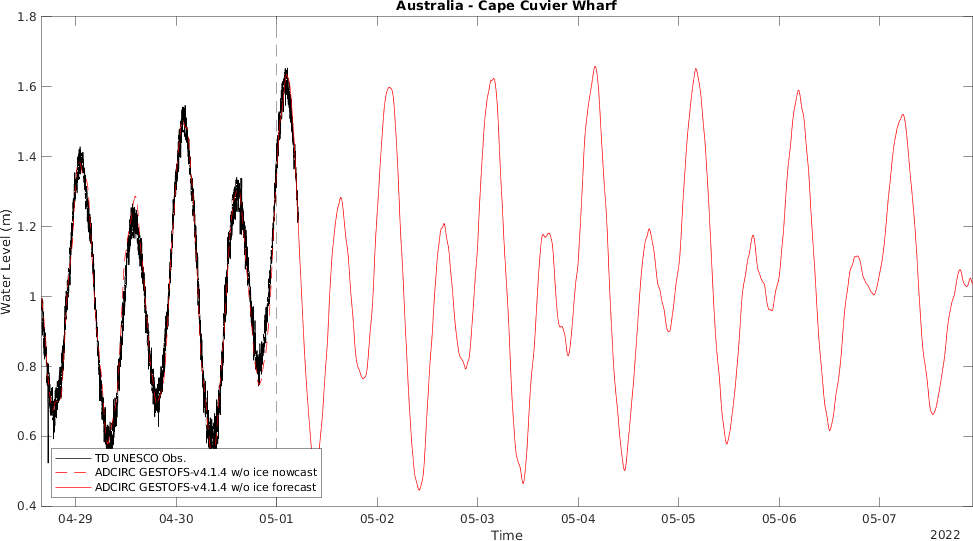 Australia - Cape Cuvier Wharf
1.8
1.6
1.4
1.2
1
0.8
0.6
0.4
Water Level (m)
TD UNESCO Obs.
ADCIRC GESTOFS-v4.1.4 w/o ice nowcast
ADCIRC GESTOFS-v4.1.4 w/o ice forecast
04-29 04-30 05-01 05-02 05-03 05-04 05-05 05-06 05-07
Time
2022